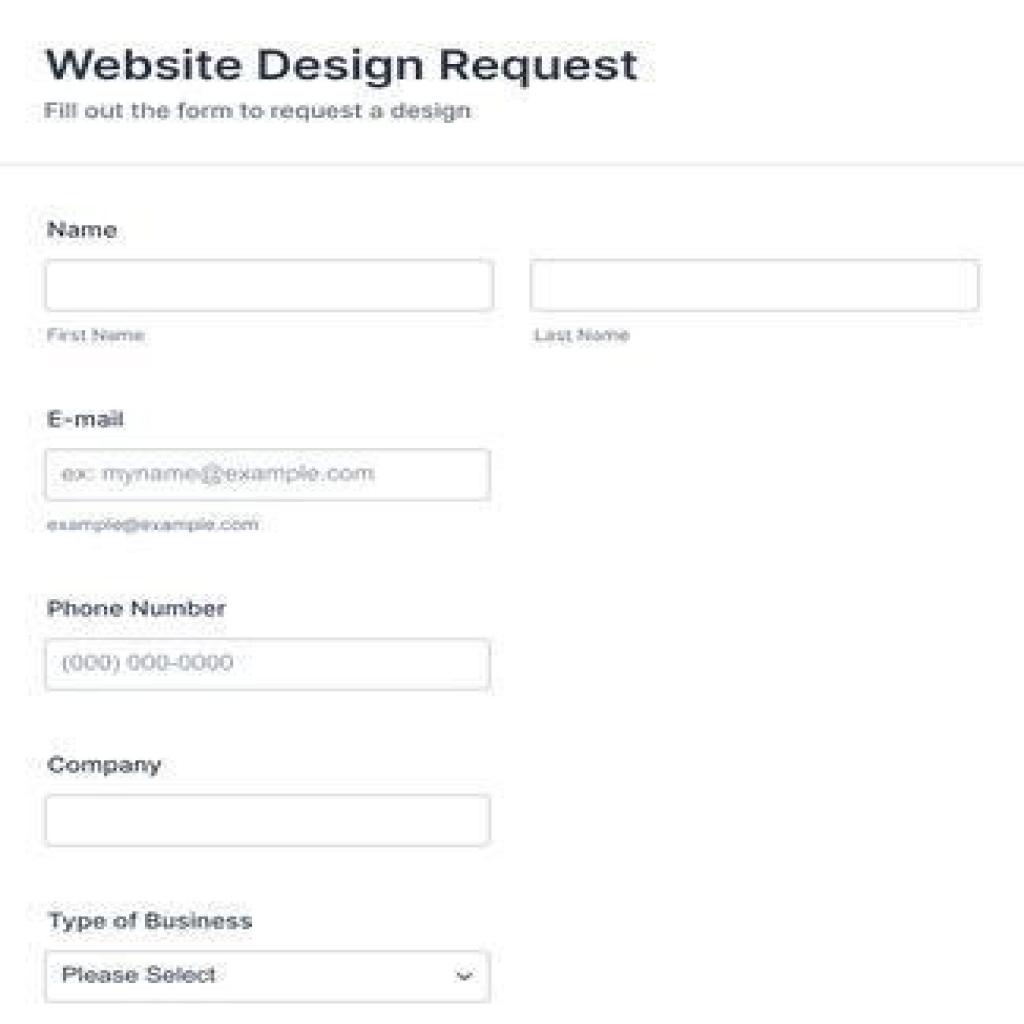 Website Design Request
Fill out the form to request a design
Name
First Name
Last Name
E-mail
ex: myname@example.com
example@example.com
Phone Number
(000) 000-0000
Company
Type of Business
Please Select